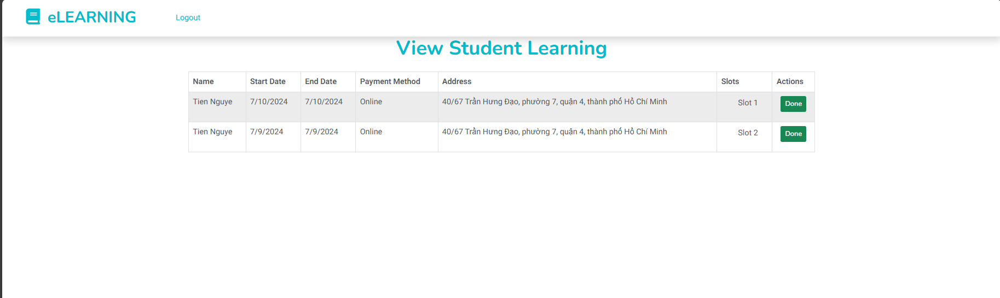 eLEARNING Logout
View Student Learning
Name Start Date End Date Payment Method Address Slots Actions
Tien Nguye 7/10/2024 7/10/2024 Online 40/67 Trần Hưng Đạo, phường 7, quận 4, thành phố Hồ Chí Minh Slot 1 Done
Tien Nguye 7/9/2024 7/9/2024 Online 40/67 Trần Hưng Đạo, phường 7, quận 4, thành phố Hồ Chí Minh Slot 2 Done